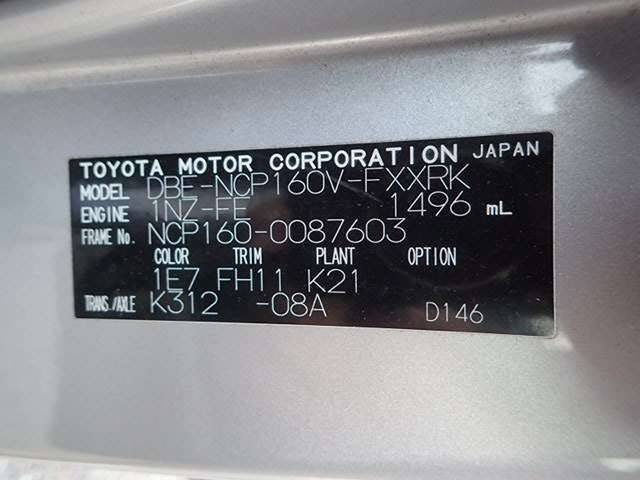 TOYOTA MOTOR CORPORATION JAPAN
MODEL DBE-NCP160V-FXXRK
ENGINE 1NZ-FE 1496 mL
FRAME No. NCP160-0087603
COLOR TRIM PLANT OPTION
1E7 FH11 K21
TRANS./AXLE K312 -08A D146